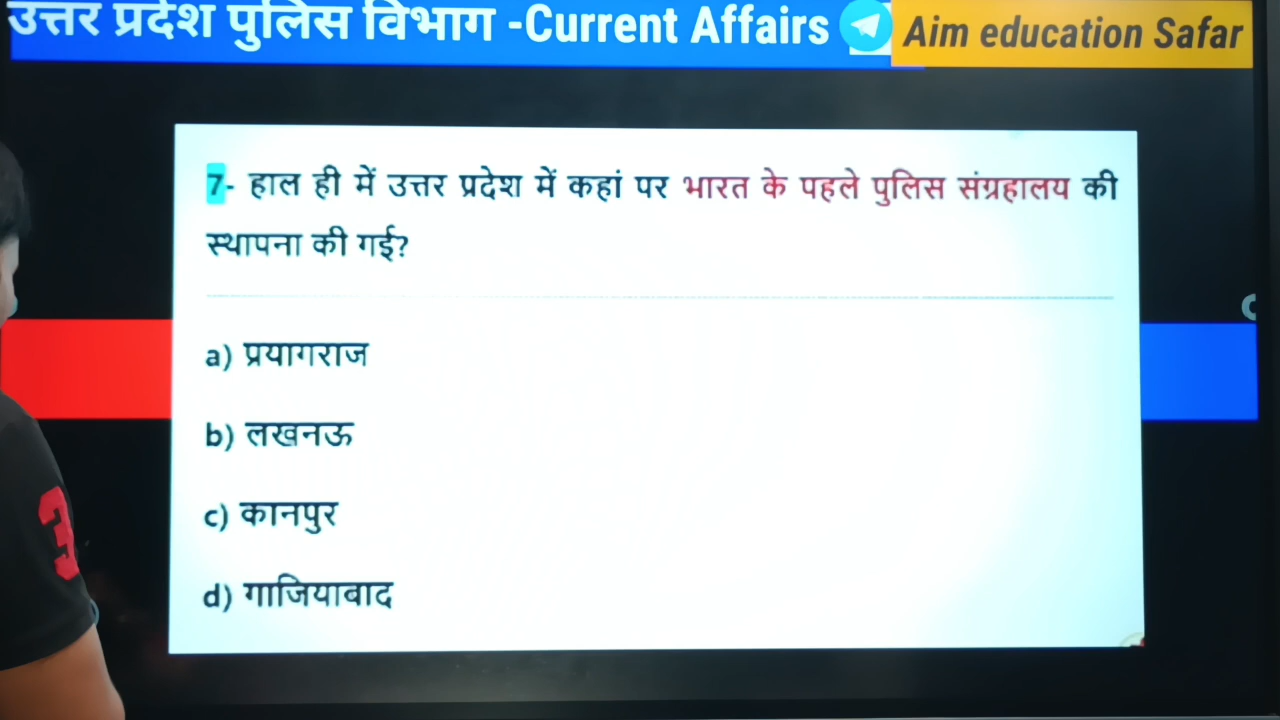 उत्तर प्रदेश पुलिस विभाग -Current Affairs
Aim education Safar
7- हाल ही में उत्तर प्रदेश में कहां पर भारत के पहले पुलिस संग्रहालय की
स्थापना की गई?
a) प्रयागराज
b) लखनऊ
c) कानपुर
d) गाजियाबाद
3